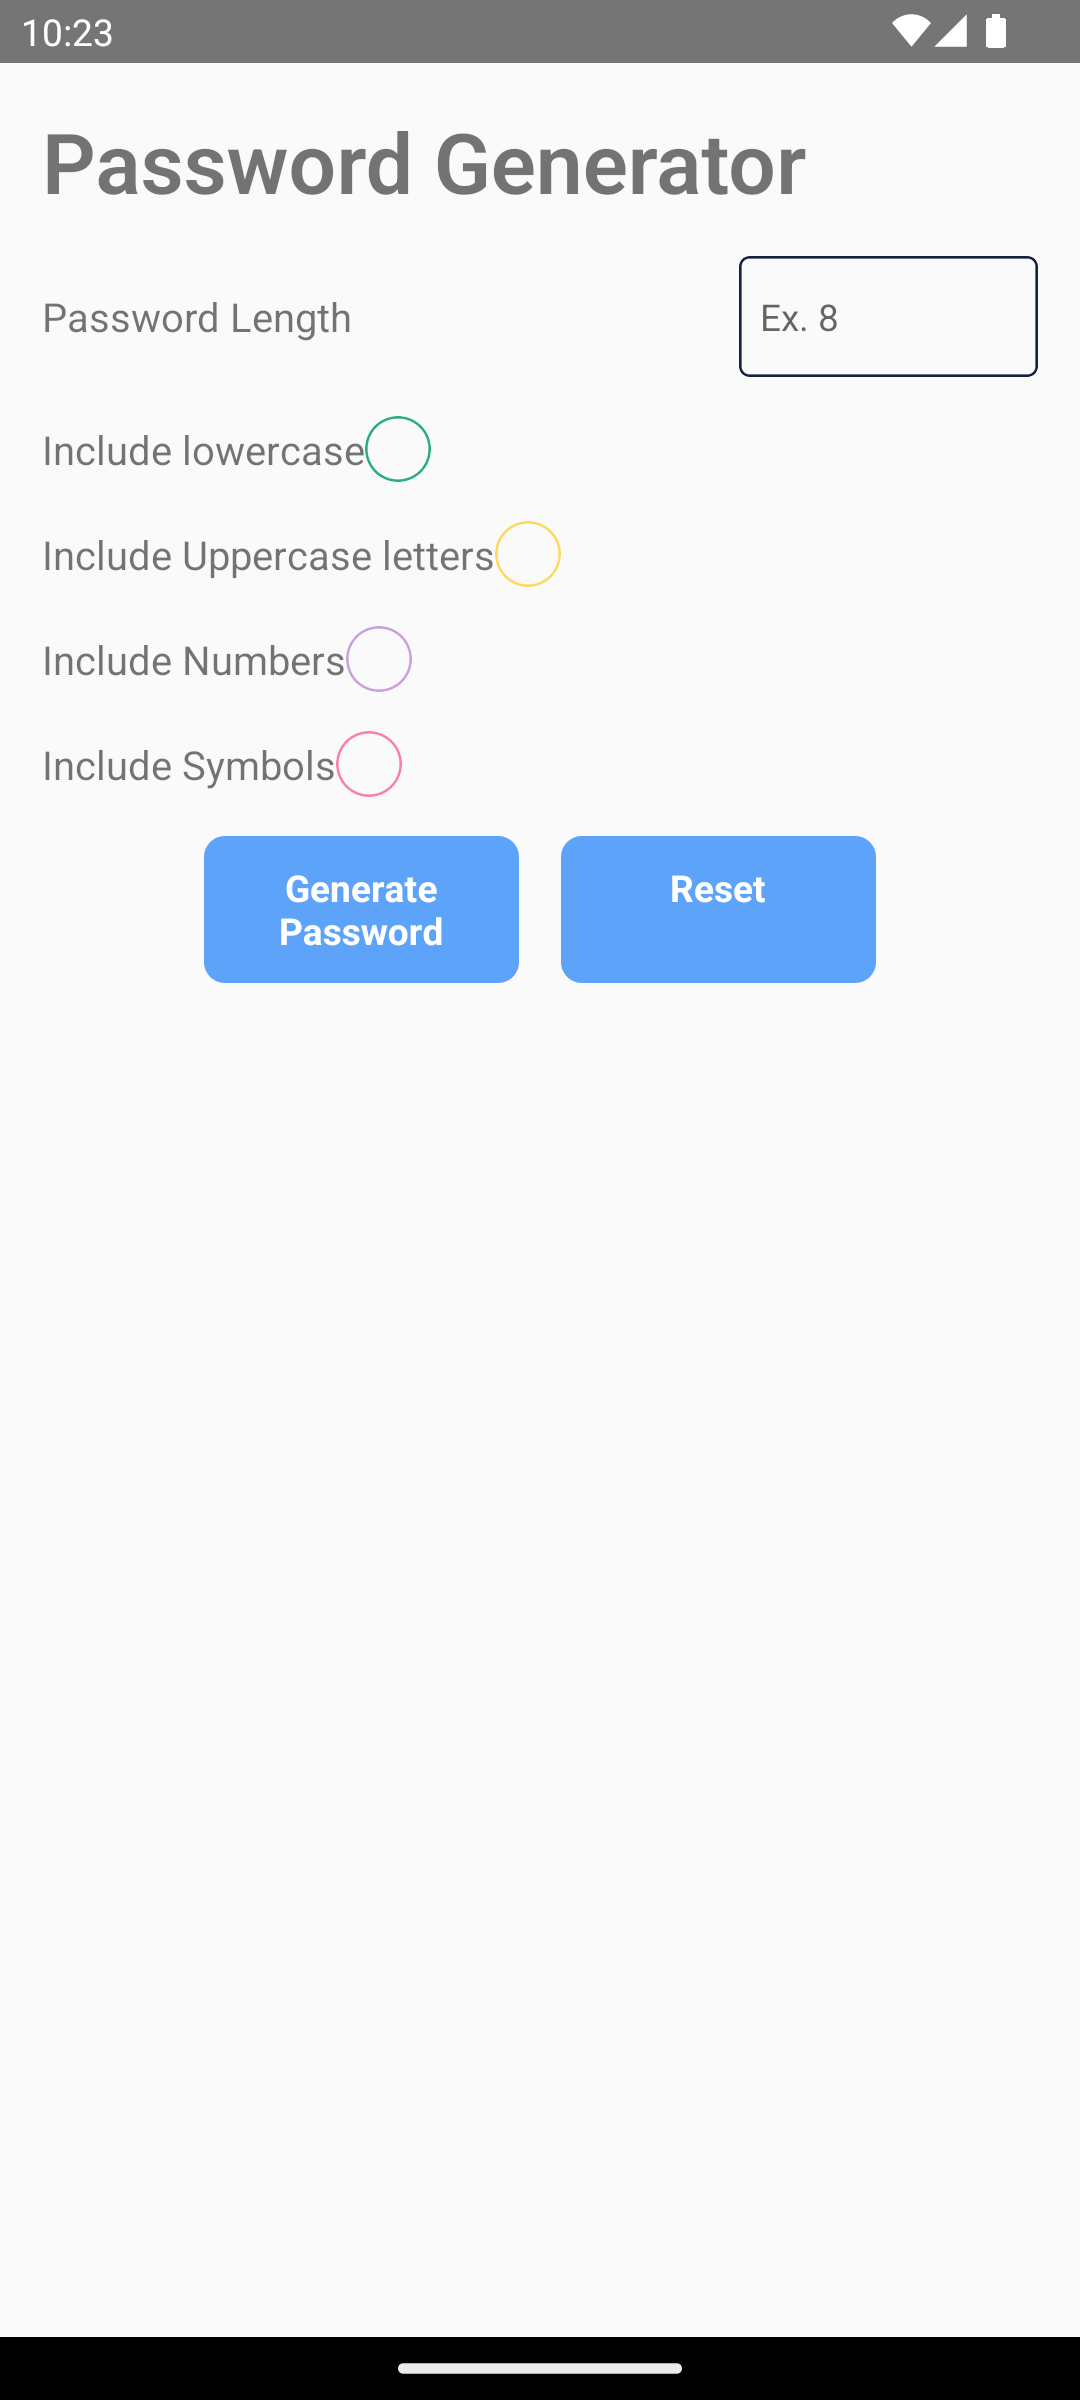 10:23
Password Generator
Password Length
Ex. 8
Include lowercase
Include Uppercase letters
Include Numbers
Include Symbols
Generate
Password
Reset